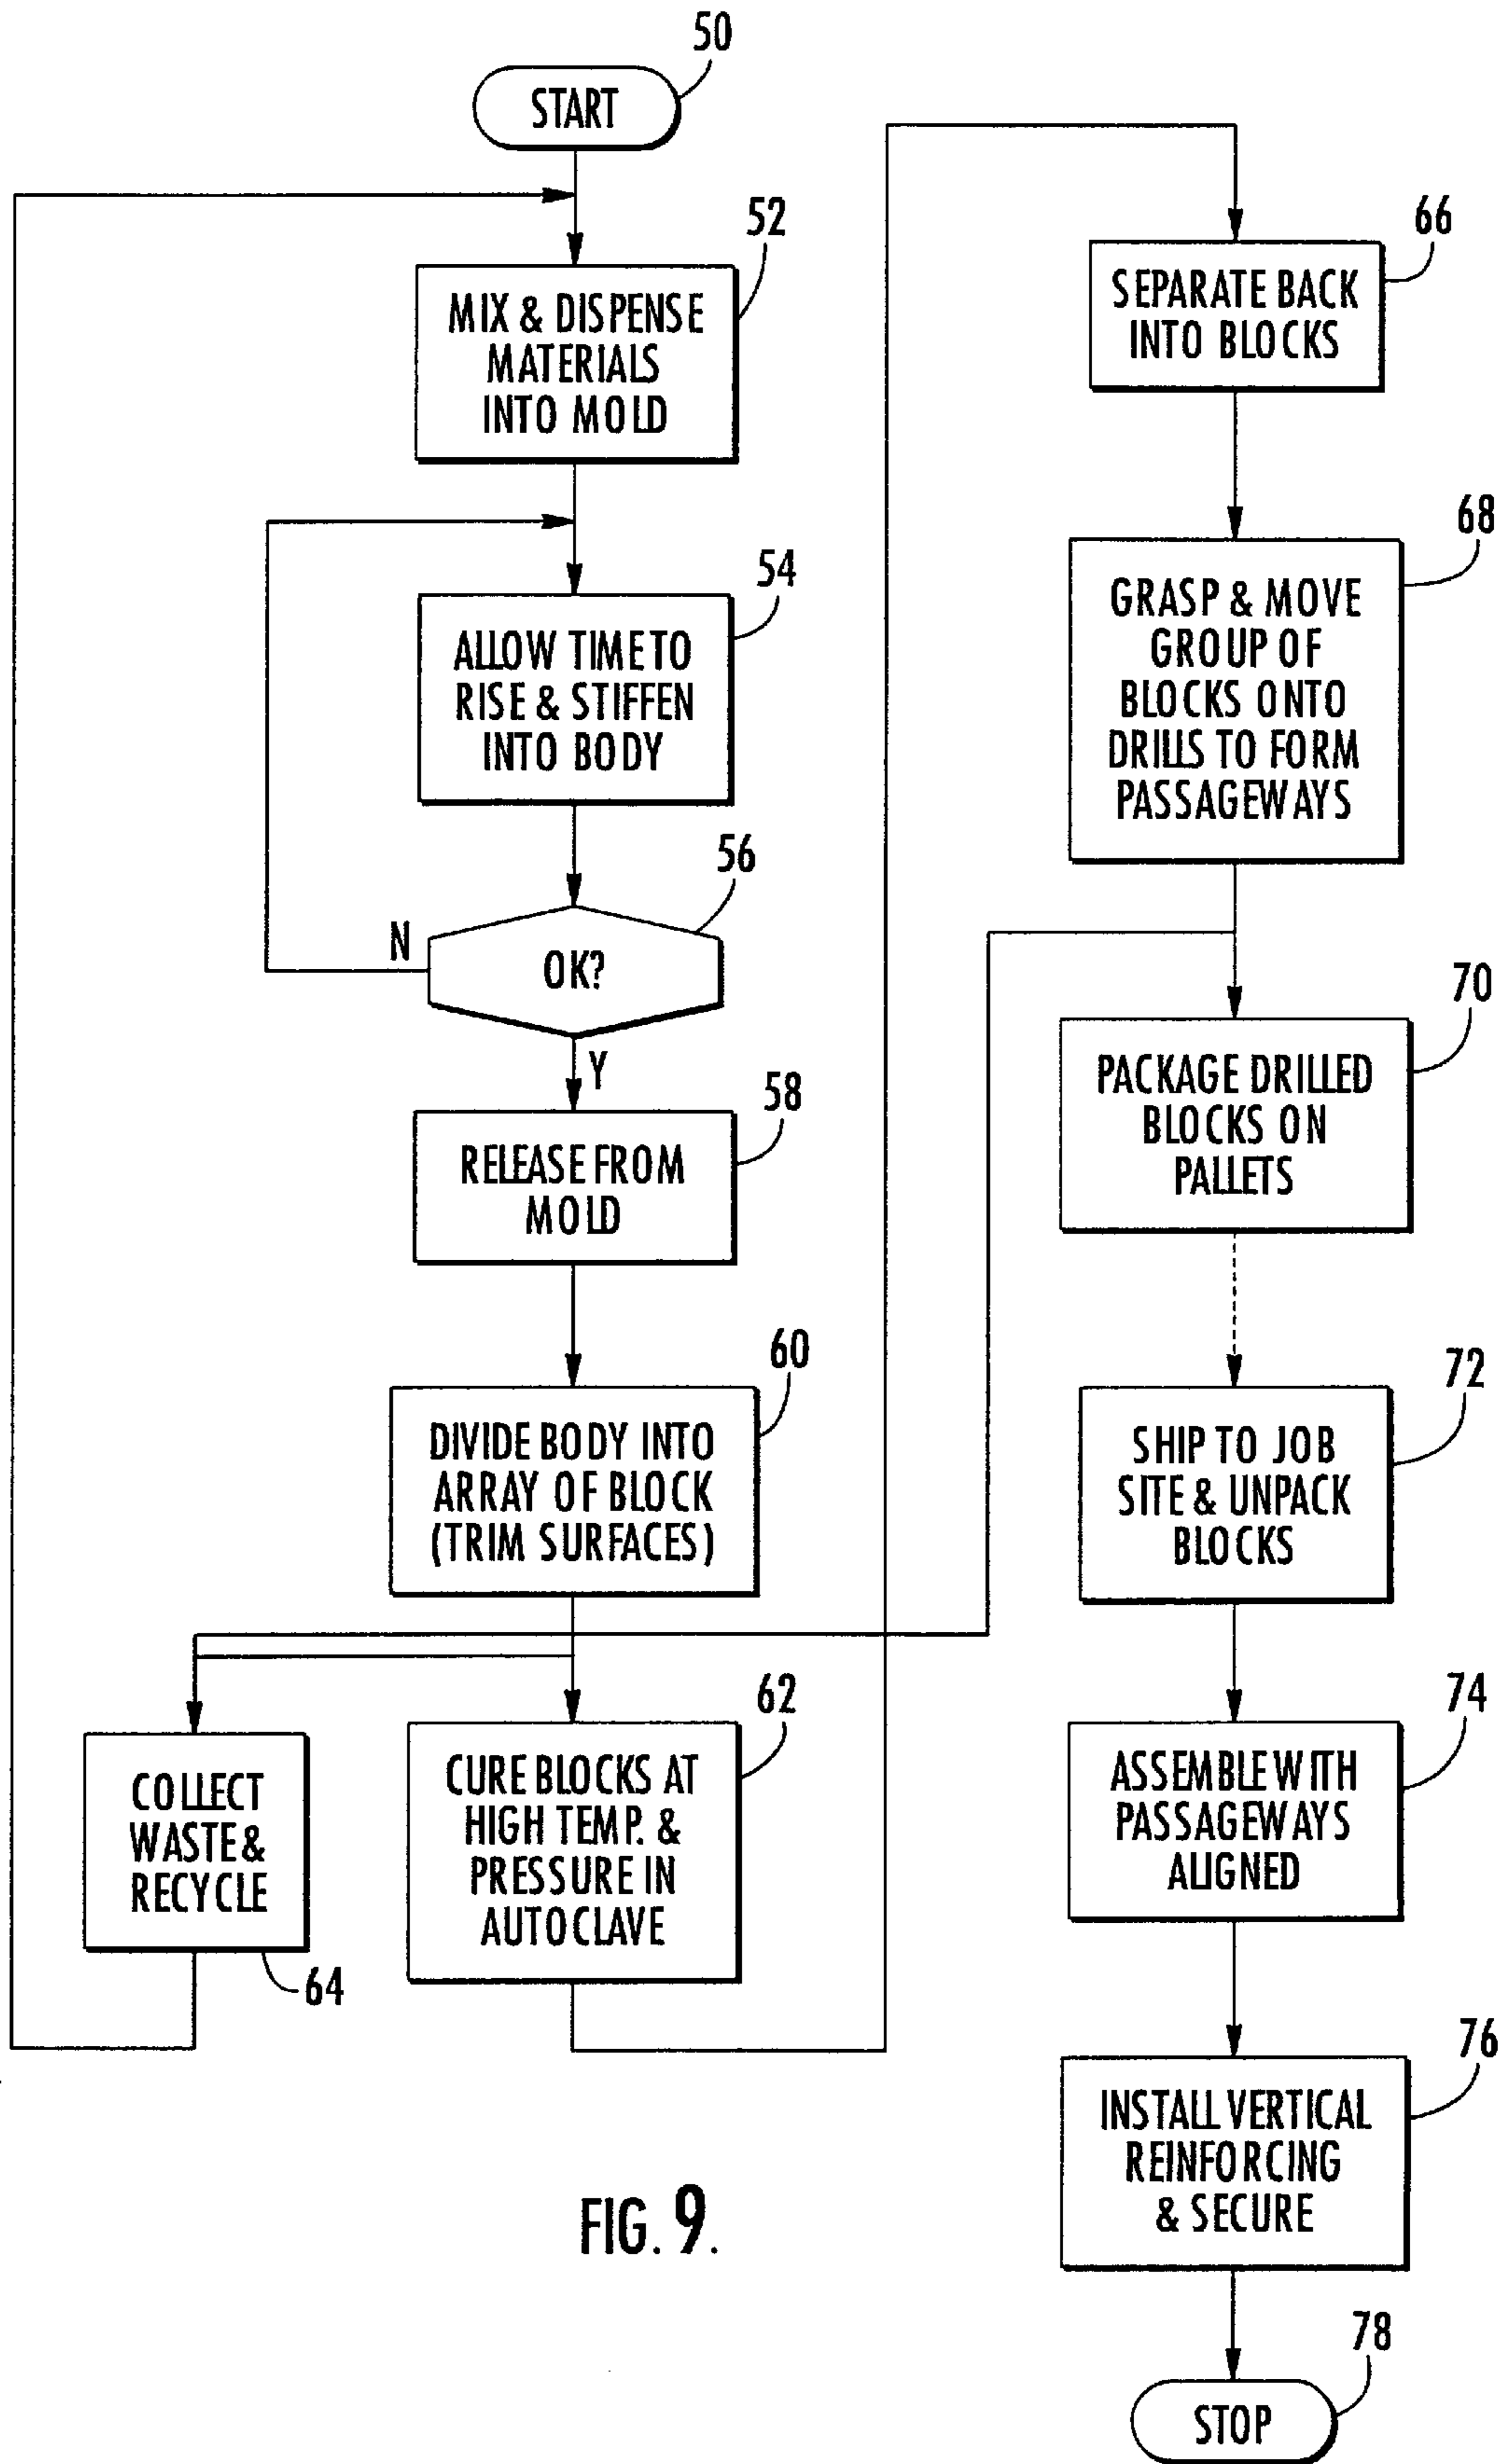 50
START
52
MIX & DISPENSE
MATERIALS
INTO MOLD
54
ALLOW TIME TO
RISE & STIFFEN
INTO BODY
56
N
OK?
Y
58
RELEASE FROM
MOLD
60
DIVIDE BODY INTO
ARRAY OF BLOCK
(TRIM SURFACES)
62
CURE BLOCKS AT
HIGH TEMP. &
PRESSURE IN
AUTOCLAVE
COLLECT
WASTE &
RECYCLE
64
66
SEPARATE BACK
INTO BLOCKS
68
GRASP & MOVE
GROUP OF
BLOCKS ONTO
DRILLS TO FORM
PASSAGEWAYS
70
PACKAGE DRILLED
BLOCKS ON
PALLETS
72
SHIP TO JOB
SITE & UNPACK
BLOCKS
74
ASSEMBLE WITH
PASSAGEWAYS
ALIGNED
76
INSTALL VERTICAL
REINFORCING
& SECURE
78
STOP
FIG. 9.